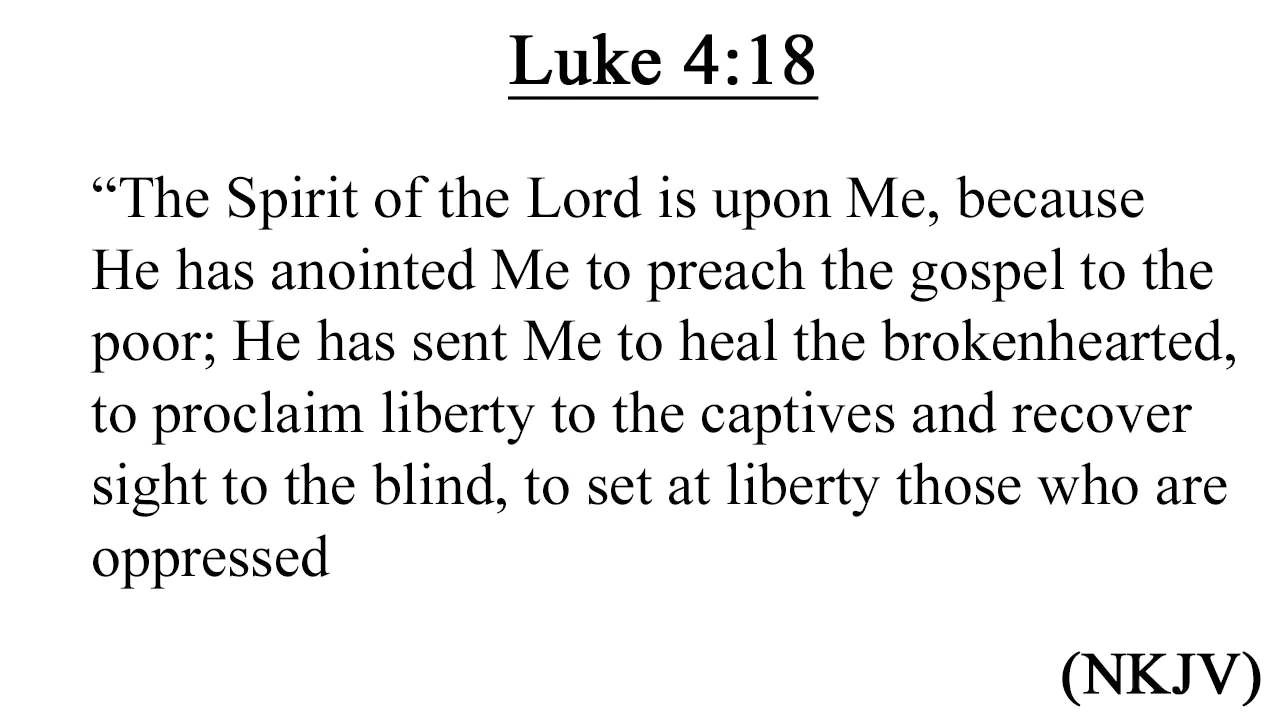 Luke 4:18
“The Spirit of the Lord is upon Me, because
He has anointed Me to preach the gospel to the
poor; He has sent Me to heal the brokenhearted,
to proclaim liberty to the captives and recover
sight to the blind, to set at liberty those who are
oppressed
(NKJV)